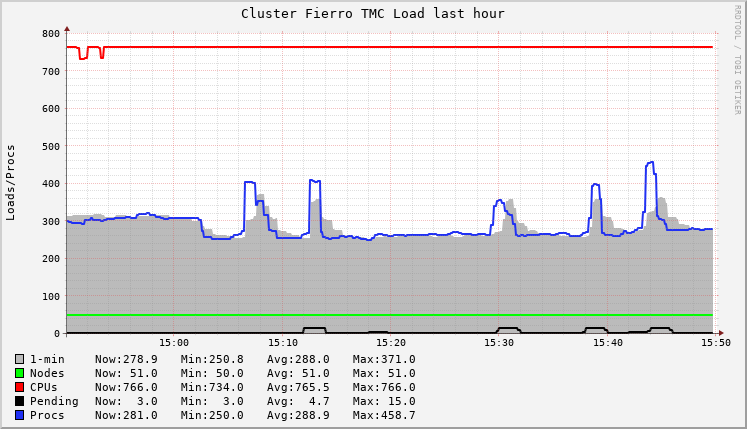 Cluster Fierro TMC Load last hour
RRDTOOL / TOBI OETIKER
Loads/Procs
800
700
600
500
400
300
200
100
0
15:00 15:10 15:20 15:30 15:40 15:50
1-min Now:278.9 Min:250.8 Avg:288.0 Max:371.0
Nodes Now: 51.0 Min: 50.0 Avg: 51.0 Max: 51.0
CPUs Now:766.0 Min:734.0 Avg:765.5 Max:766.0
Pending Now: 3.0 Min: 3.0 Avg: 4.7 Max: 15.0
Procs Now:281.0 Min:250.0 Avg:288.9 Max:458.7